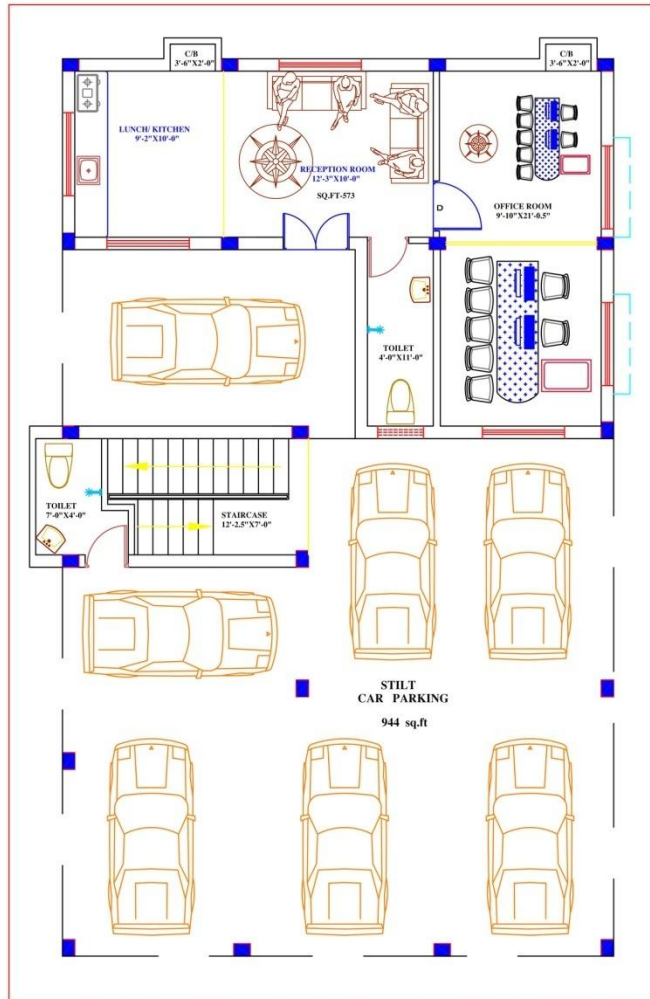 C/B
3'-6"X2'-0"
C/B
3'-6"X2'-0"
LUNCH/ KITCHEN
9'-2"X10'-0"
RECEPTION ROOM
12'-3"X10'-0"
SQ.FT-573
D
OFFICE ROOM
9'-10"X21'-0.5"
TOILET
4'-0"X11'-0"
TOILET
7'-0"X4'-0"
STAIRCASE
12'-2.5"X7'-0"
STILT
CAR PARKING
944 sq.ft